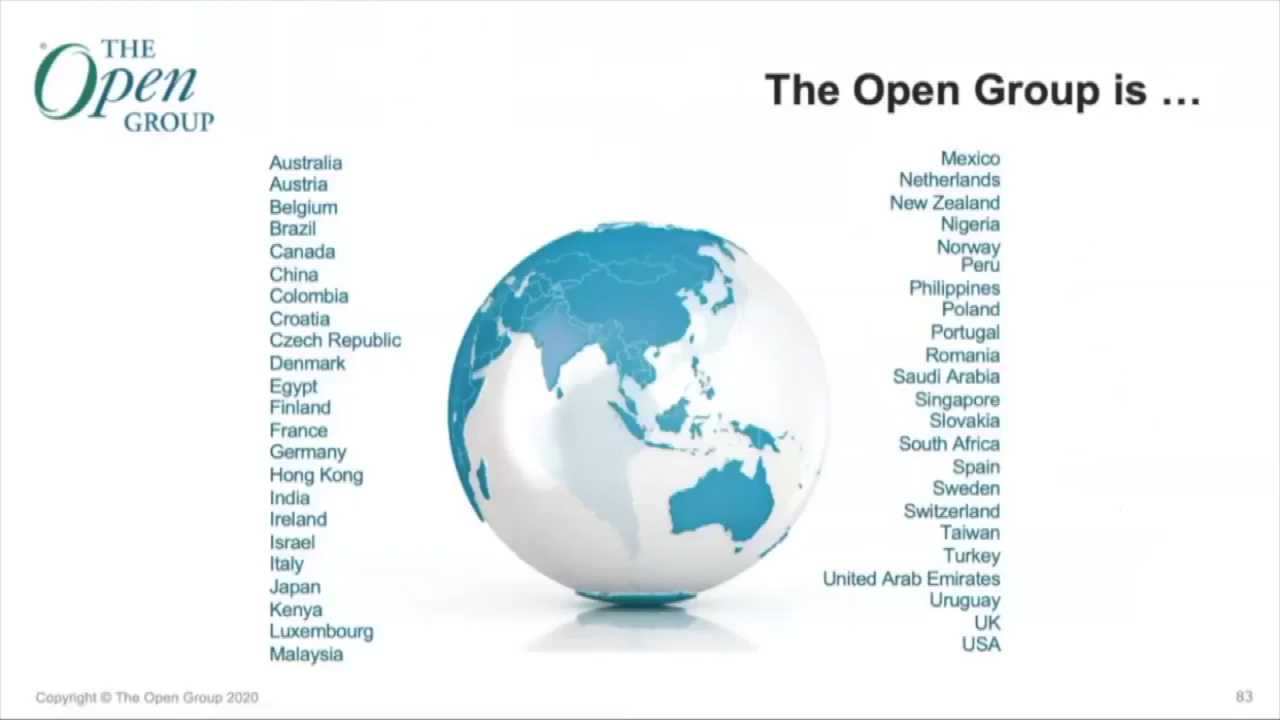 THE
Open
GROUP
The Open Group is …
Australia
Austria
Belgium
Brazil
Canada
China
Colombia
Croatia
Czech Republic
Denmark
Egypt
Finland
France
Germany
Hong Kong
India
Ireland
Israel
Italy
Japan
Kenya
Luxembourg
Malaysia
Mexico
Netherlands
New Zealand
Nigeria
Norway
Peru
Philippines
Poland
Portugal
Romania
Saudi Arabia
Singapore
Slovakia
South Africa
Spain
Sweden
Switzerland
Taiwan
Turkey
United Arab Emirates
Uruguay
UK
USA
Copyright © The Open Group 2020
83